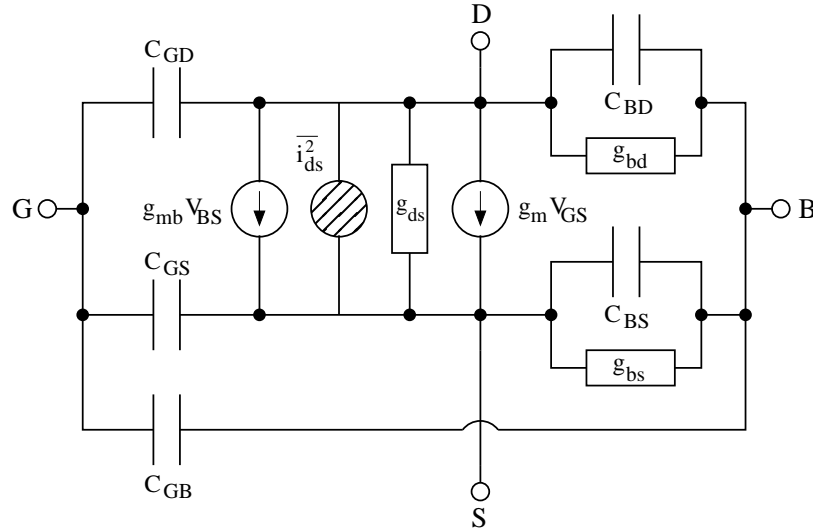 D
C_GD
C_BD
i_ds^2
g_bd
G
g_mb V_BS
g_ds
g_m V_GS
B
C_GS
C_BS
g_bs
C_GB
S